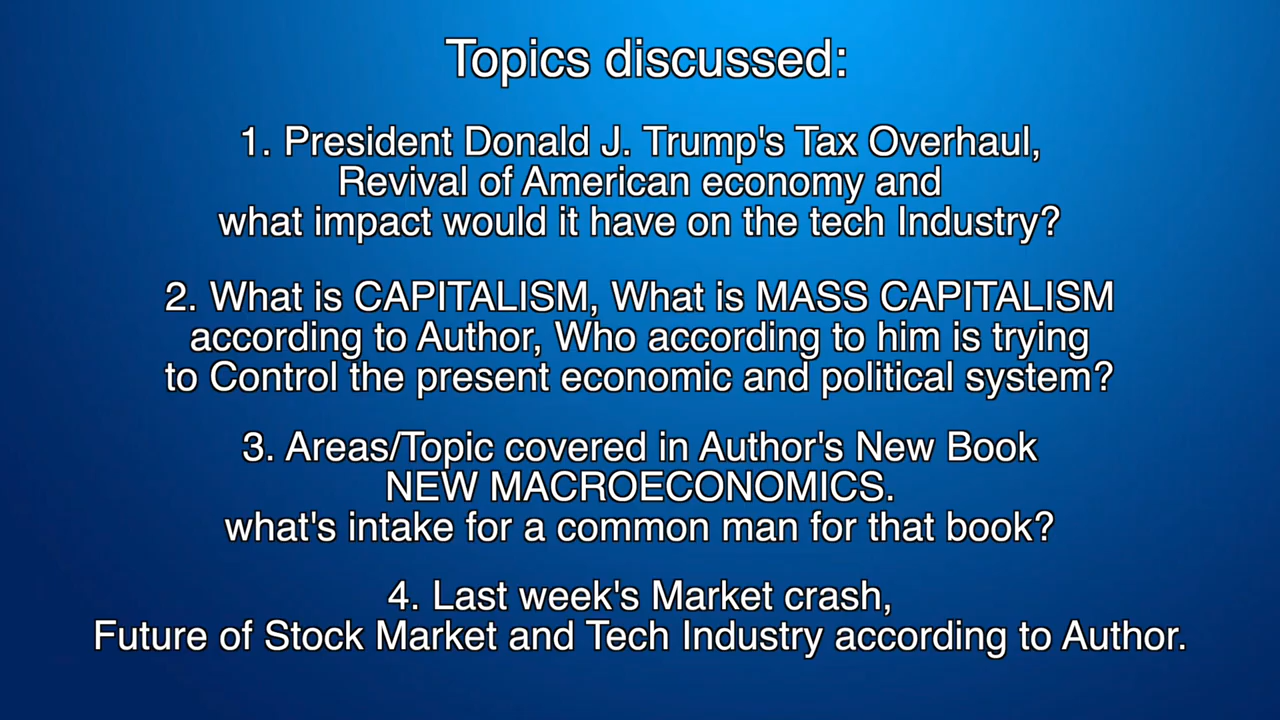 Topics discussed:
1. President Donald J. Trump's Tax Overhaul,
Revival of American economy and
what impact would it have on the tech Industry?
2. What is CAPITALISM, What is MASS CAPITALISM
according to Author, Who according to him is trying
to Control the present economic and political system?
3. Areas/Topic covered in Author's New Book
NEW MACROECONOMICS.
what's intake for a common man for that book?
4. Last week's Market crash,
Future of Stock Market and Tech Industry according to Author.